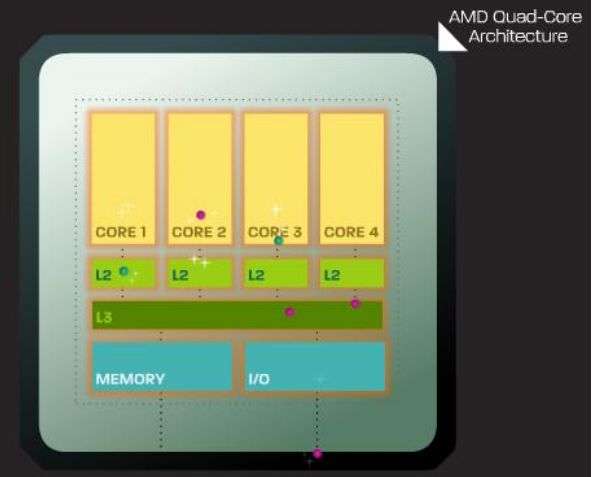 AMD Quad-Core
Architecture
CORE 1
CORE 2
CORE 3
CORE 4
L2
L2
L2
L2
L3
MEMORY
I/O